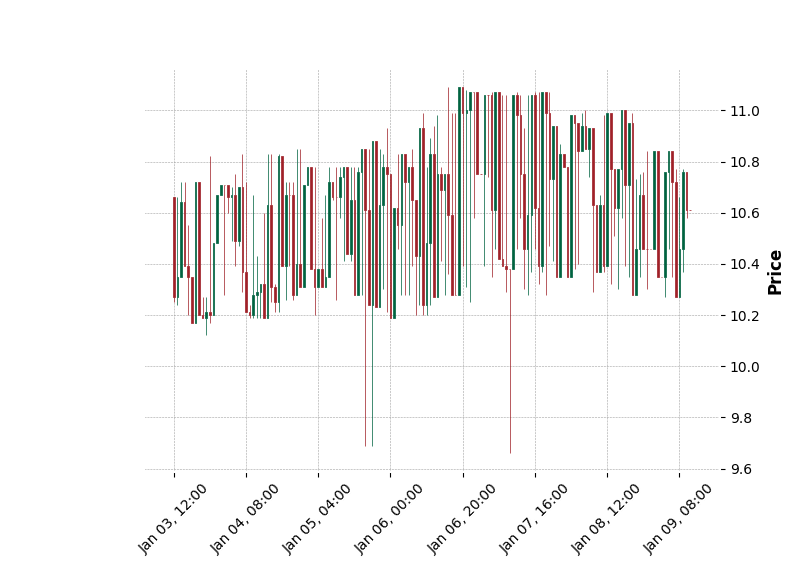 11.0
10.8
10.6
10.4
10.2
10.0
9.8
9.6
Price
Jan 03, 12:00
Jan 04, 08:00
Jan 05, 04:00
Jan 06, 00:00
Jan 06, 20:00
Jan 07, 16:00
Jan 08, 12:00
Jan 09, 08:00